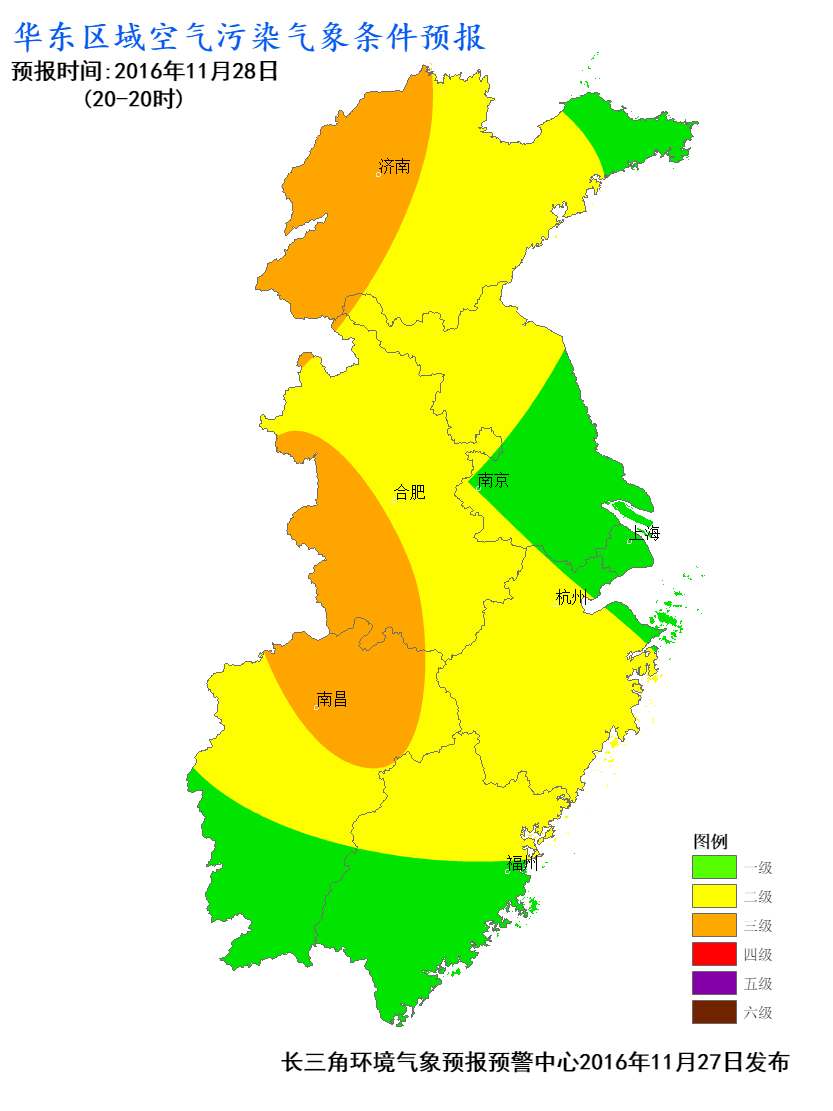 华东区域空气污染气象条件预报
预报时间:2016年11月28日
(20-20时)
济南
南京
合肥
上海
杭州
南昌
福州
图例
一级
二级
三级
四级
五级
六级
长三角环境气象预报预警中心2016年11月27日发布